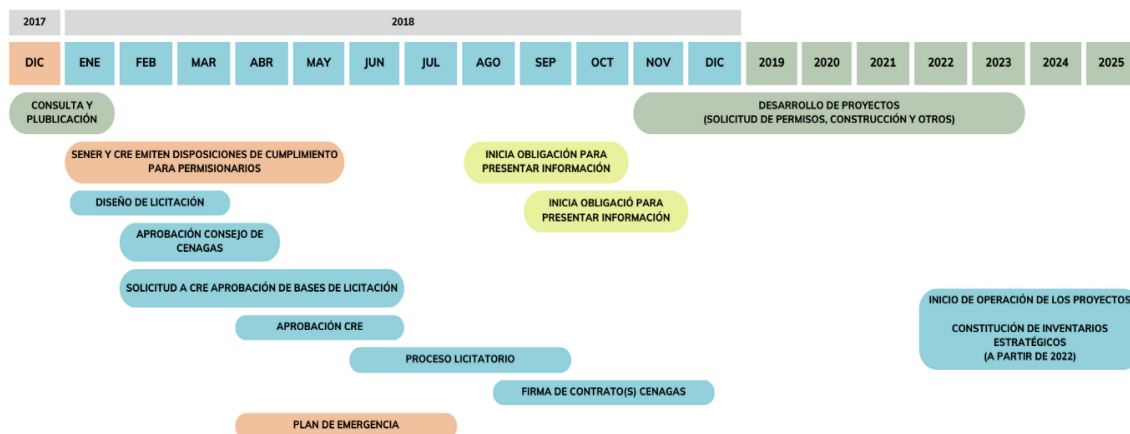 2017
2018
DIC
ENE
FEB
MAR
ABR
MAY
JUN
JUL
AGO
SEP
OCT
NOV
DIC
2019
2020
2021
2022
2023
2024
2025
CONSULTA Y
PLUBLICACIÓN
DESARROLLO DE PROYECTOS
(SOLICITUD DE PERMISOS, CONSTRUCCIÓN Y OTROS)
SENER Y CRE EMITEN DISPOSICIONES DE CUMPLIMIENTO
PARA PERMISIONARIOS
INICIA OBLIGACIÓN PARA
PRESENTAR INFORMACIÓN
DISEÑO DE LICITACIÓN
INICIA OBLIGACIÓ PARA
PRESENTAR INFORMACIÓN
APROBACIÓN CONSEJO DE
CENAGAS
SOLICITUD A CRE APROBACIÓN DE BASES DE LICITACIÓN
INICIO DE OPERACIÓN DE LOS PROYECTOS
CONSTITUCIÓN DE INVENTARIOS
ESTRATÉGICOS
(A PARTIR DE 2022)
APROBACIÓN CRE
PROCESO LICITATORIO
FIRMA DE CONTRATO(S) CENAGAS
PLAN DE EMERGENCIA